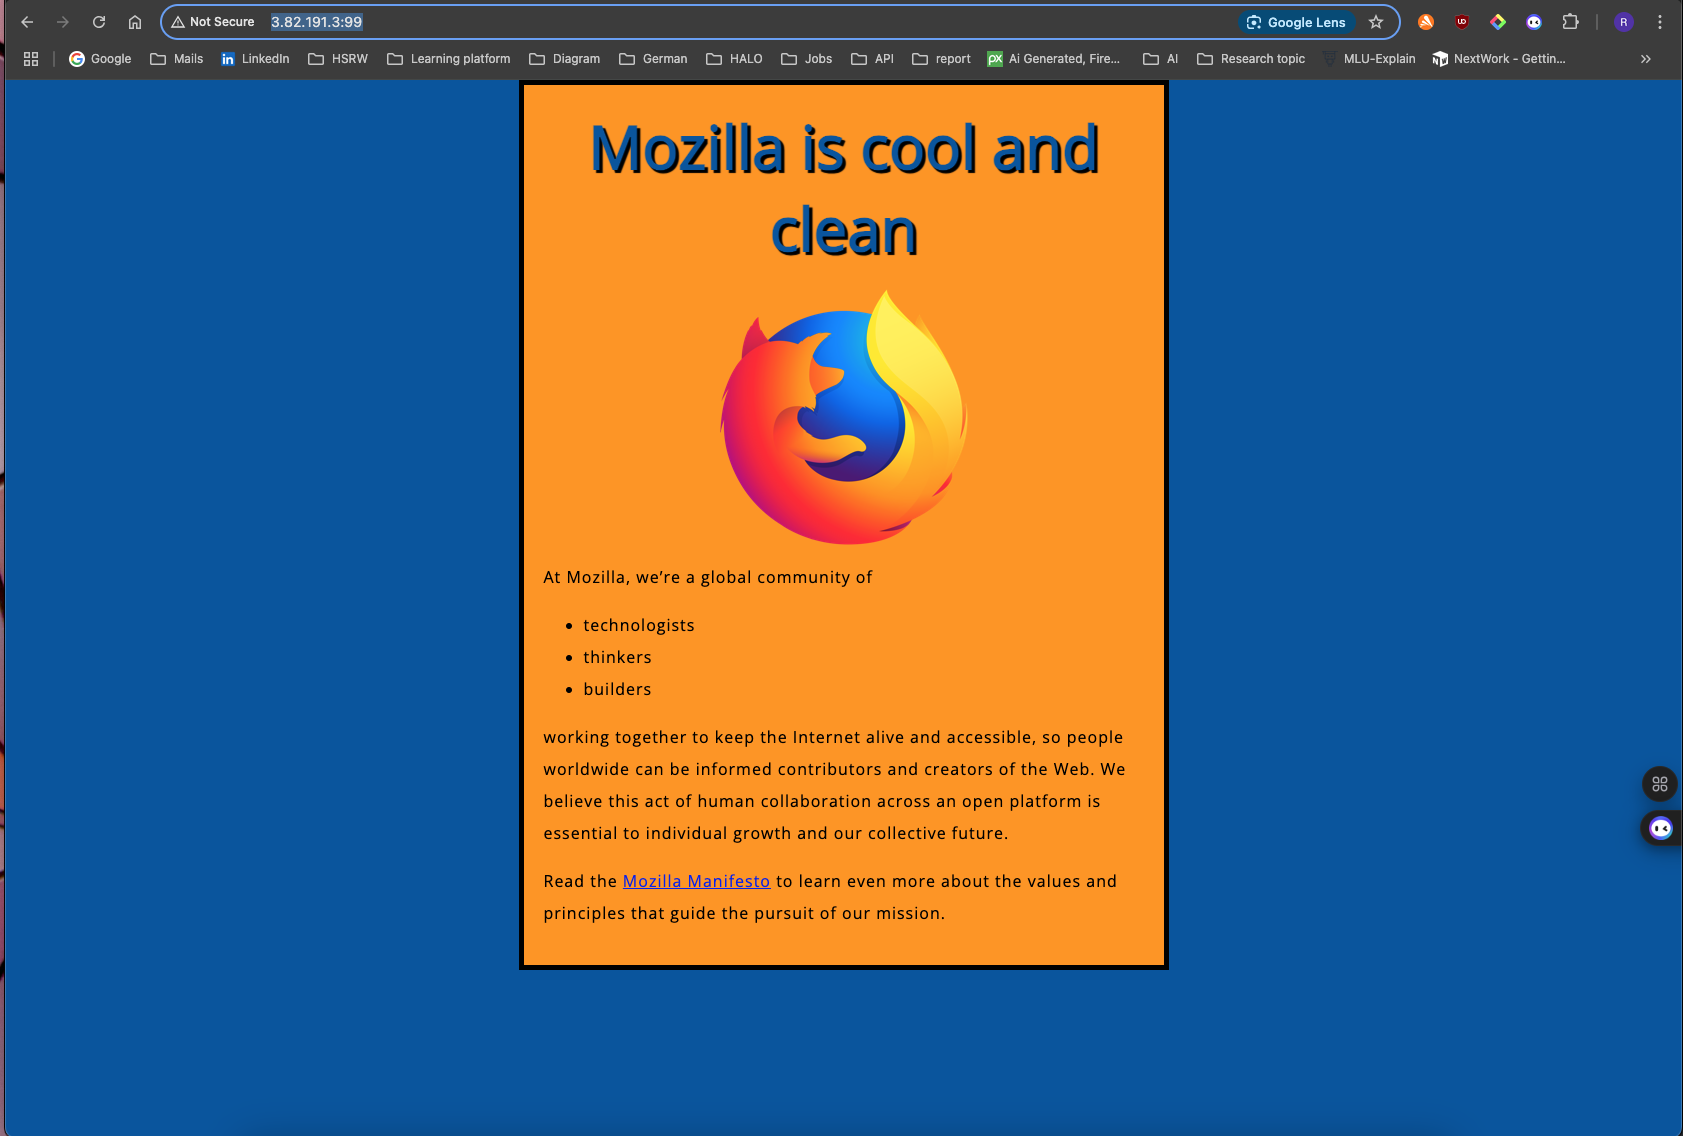 Not Secure 3.82.191.3:99 Google Lens UD R
Google Mails LinkedIn HSRW Learning platform Diagram German HALO Jobs API report Ai Generated, Fire... AI Research topic MLU-Explain NextWork - Gettin...
Mozilla is cool and
clean
At Mozilla, we’re a global community of
technologists
thinkers
builders
working together to keep the Internet alive and accessible, so people
worldwide can be informed contributors and creators of the Web. We
believe this act of human collaboration across an open platform is
essential to individual growth and our collective future.
Read the Mozilla Manifesto to learn even more about the values and
principles that guide the pursuit of our mission.